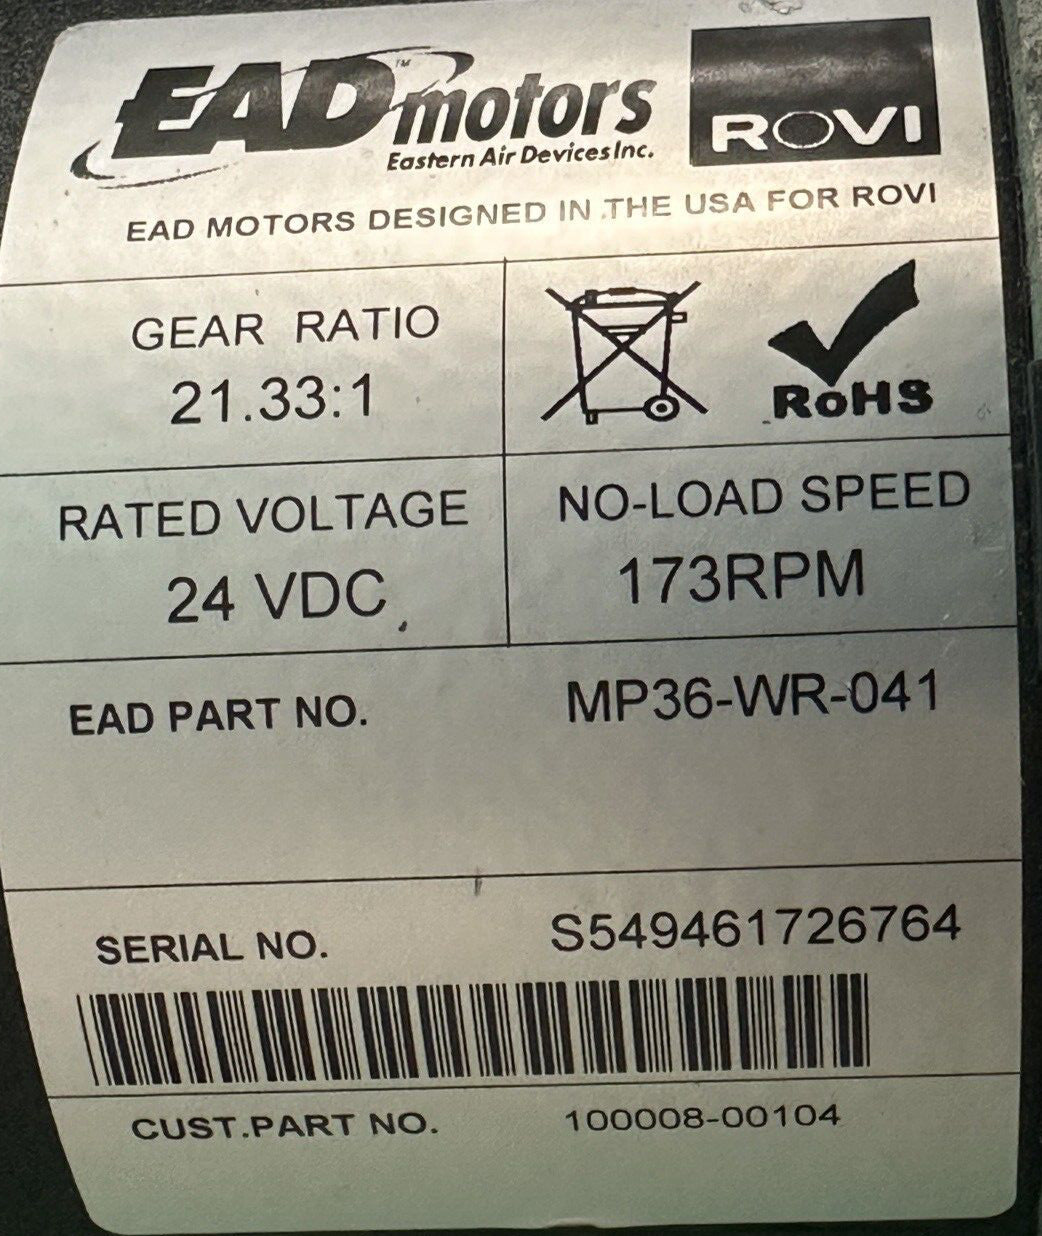 EAD™ motors
Eastern Air Devices Inc.
ROVI
EAD MOTORS DESIGNED IN THE USA FOR ROVI
GEAR RATIO
21.33:1
RoHS
RATED VOLTAGE
24 VDC
NO-LOAD SPEED
173RPM
EAD PART NO. MP36-WR-041
SERIAL NO. S549461726764
CUST.PART NO. 100008-00104